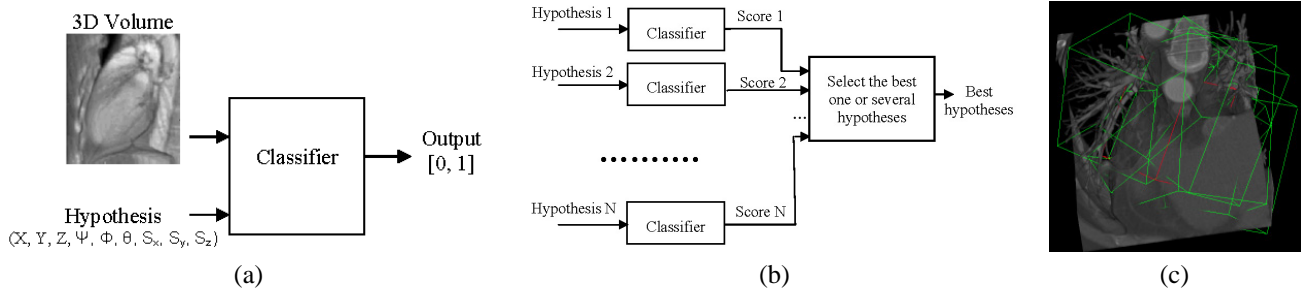 3D Volume
Classifier
Output
[0, 1]
Hypothesis
(X, Y, Z, Ψ, Φ, θ, Sx, Sy, Sz)
(a)
Hypothesis 1
Classifier
Score 1
Hypothesis 2
Classifier
Score 2
...
Select the best
one or several
hypotheses
Best
hypotheses
.........
Hypothesis N
Classifier
Score N
(b)
(c)